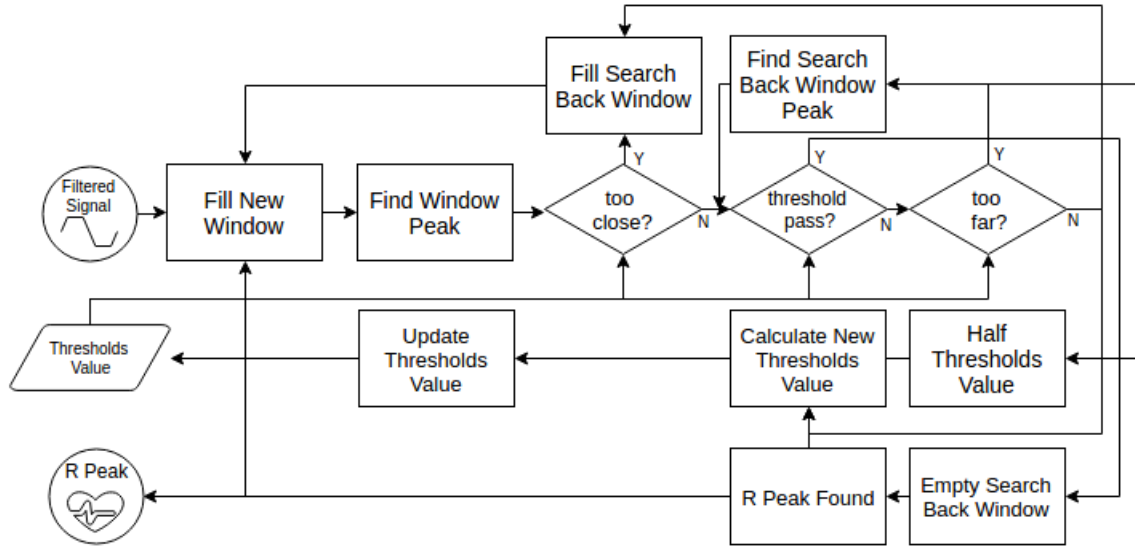 Fill Search
Back Window
Find Search
Back Window
Peak
Filtered
Signal
Fill New
Window
Find Window
Peak
Y
too
close?
N
Y
threshold
pass?
N
Y
too
far?
N
Thresholds
Value
Update
Thresholds
Value
Calculate New
Thresholds
Value
Half
Thresholds
Value
R Peak
R Peak Found
Empty Search
Back Window